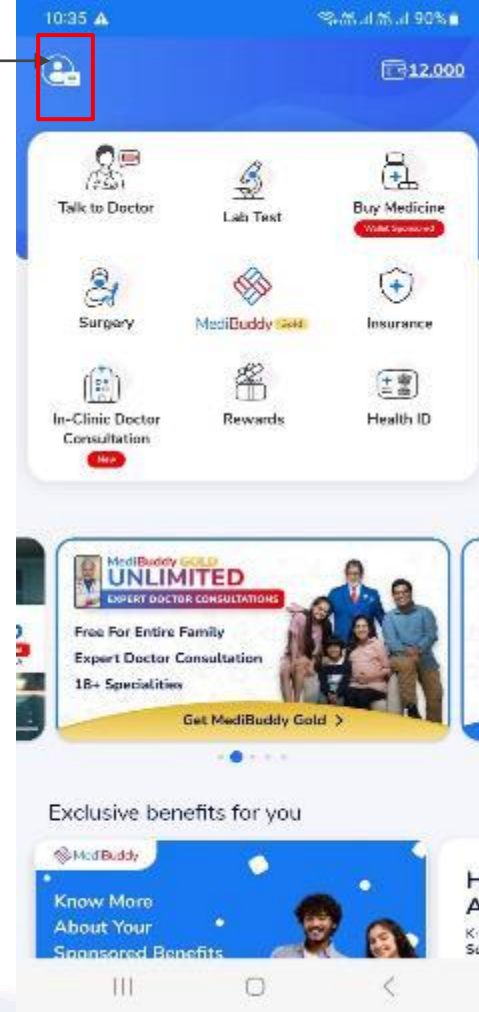 10:35
90%
12,000
Talk to Doctor
Lab Test
Buy Medicine
Wallet Sponsored
Surgery
MediBuddy Gold
Insurance
In-Clinic Doctor
Consultation
New
Rewards
Health ID
MediBuddy GOLD
UNLIMITED
EXPERT DOCTOR CONSULTATIONS
Free For Entire Family
Expert Doctor Consultation
18+ Specialities
Get MediBuddy Gold >
Exclusive benefits for you
MediBuddy
Know More
About Your
Sponsored Benefits
H
A
K
S